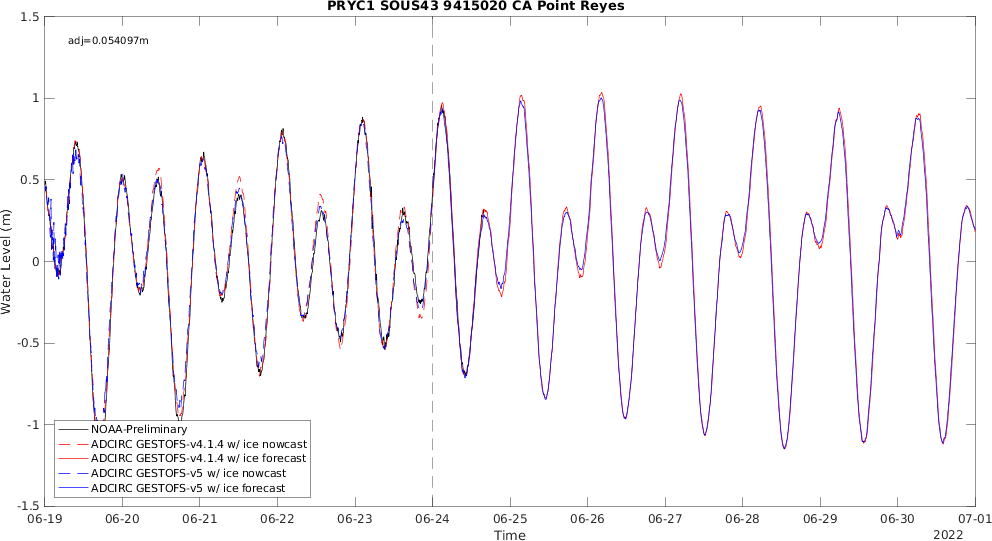 PRYC1 SOUS43 9415020 CA Point Reyes
adj=0.054097m
Water Level (m)
1.5
1
0.5
0
-0.5
-1
-1.5
NOAA-Preliminary
ADCIRC GESTOFS-v4.1.4 w/ ice nowcast
ADCIRC GESTOFS-v4.1.4 w/ ice forecast
ADCIRC GESTOFS-v5 w/ ice nowcast
ADCIRC GESTOFS-v5 w/ ice forecast
06-19 06-20 06-21 06-22 06-23 06-24 06-25 06-26 06-27 06-28 06-29 06-30 07-01
Time
2022